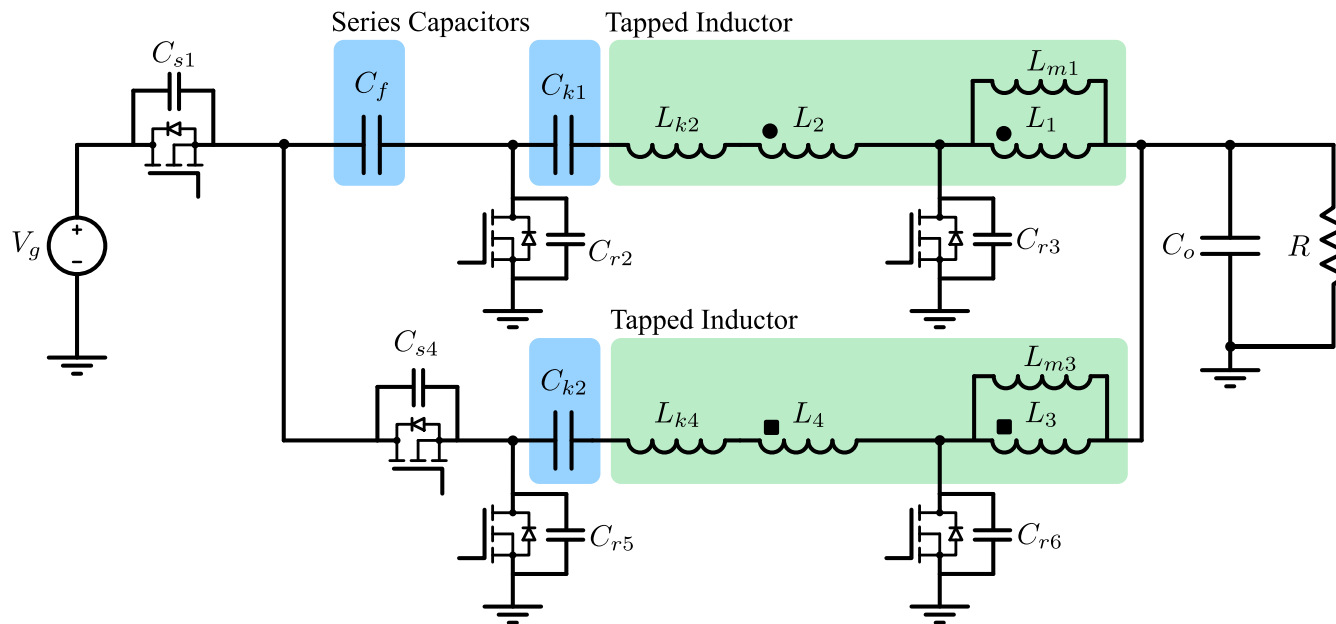 Series Capacitors
Tapped Inductor
C_{s1}
C_f
C_{k1}
L_{k2}
L_2
L_{m1}
L_1
V_g
+
−
C_{r2}
C_{r3}
C_o
R
Tapped Inductor
C_{s4}
C_{k2}
L_{k4}
L_4
L_{m3}
L_3
C_{r5}
C_{r6}